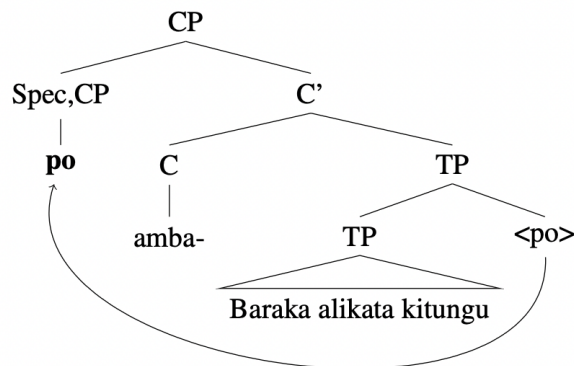 CP
Spec,CP C’
po C TP
amba- TP <po>
Baraka alikata kitungu